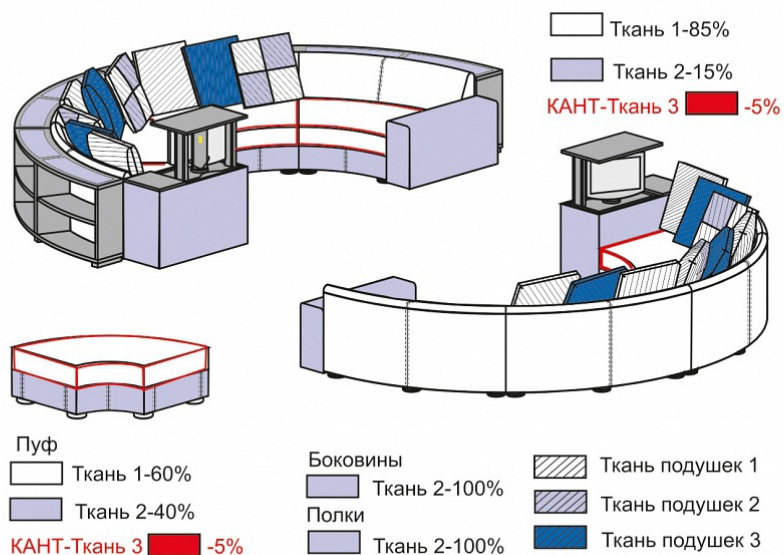 Ткань 1-85%
Ткань 2-15%
КАНТ-Ткань 3 -5%
Пуф
Ткань 1-60%
Ткань 2-40%
КАНТ-Ткань 3 -5%
Боковины
Ткань 2-100%
Полки
Ткань 2-100%
Ткань подушек 1
Ткань подушек 2
Ткань подушек 3